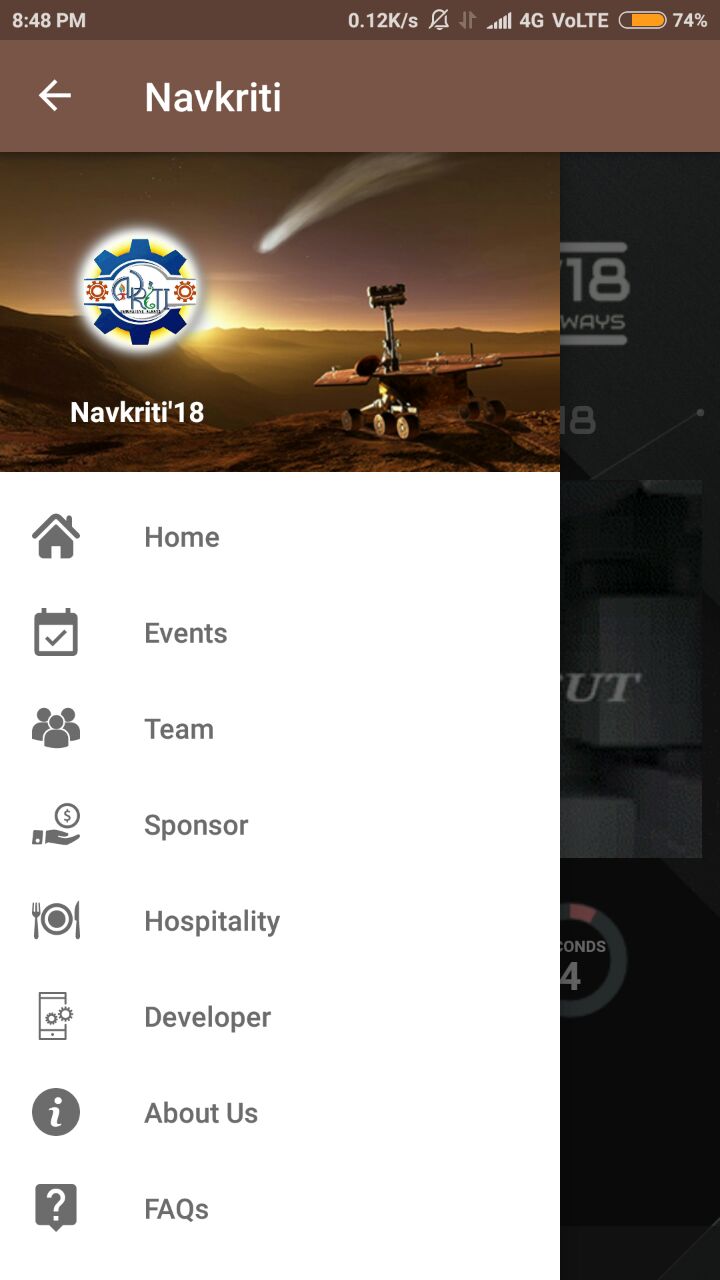 8:48 PM 0.12K/s 4G VoLTE 74%
Navkriti
Navkriti'18
Home
Events
Team
Sponsor
Hospitality
Developer
About Us
FAQs
'18
WAYS
18
UT
CONDS
4